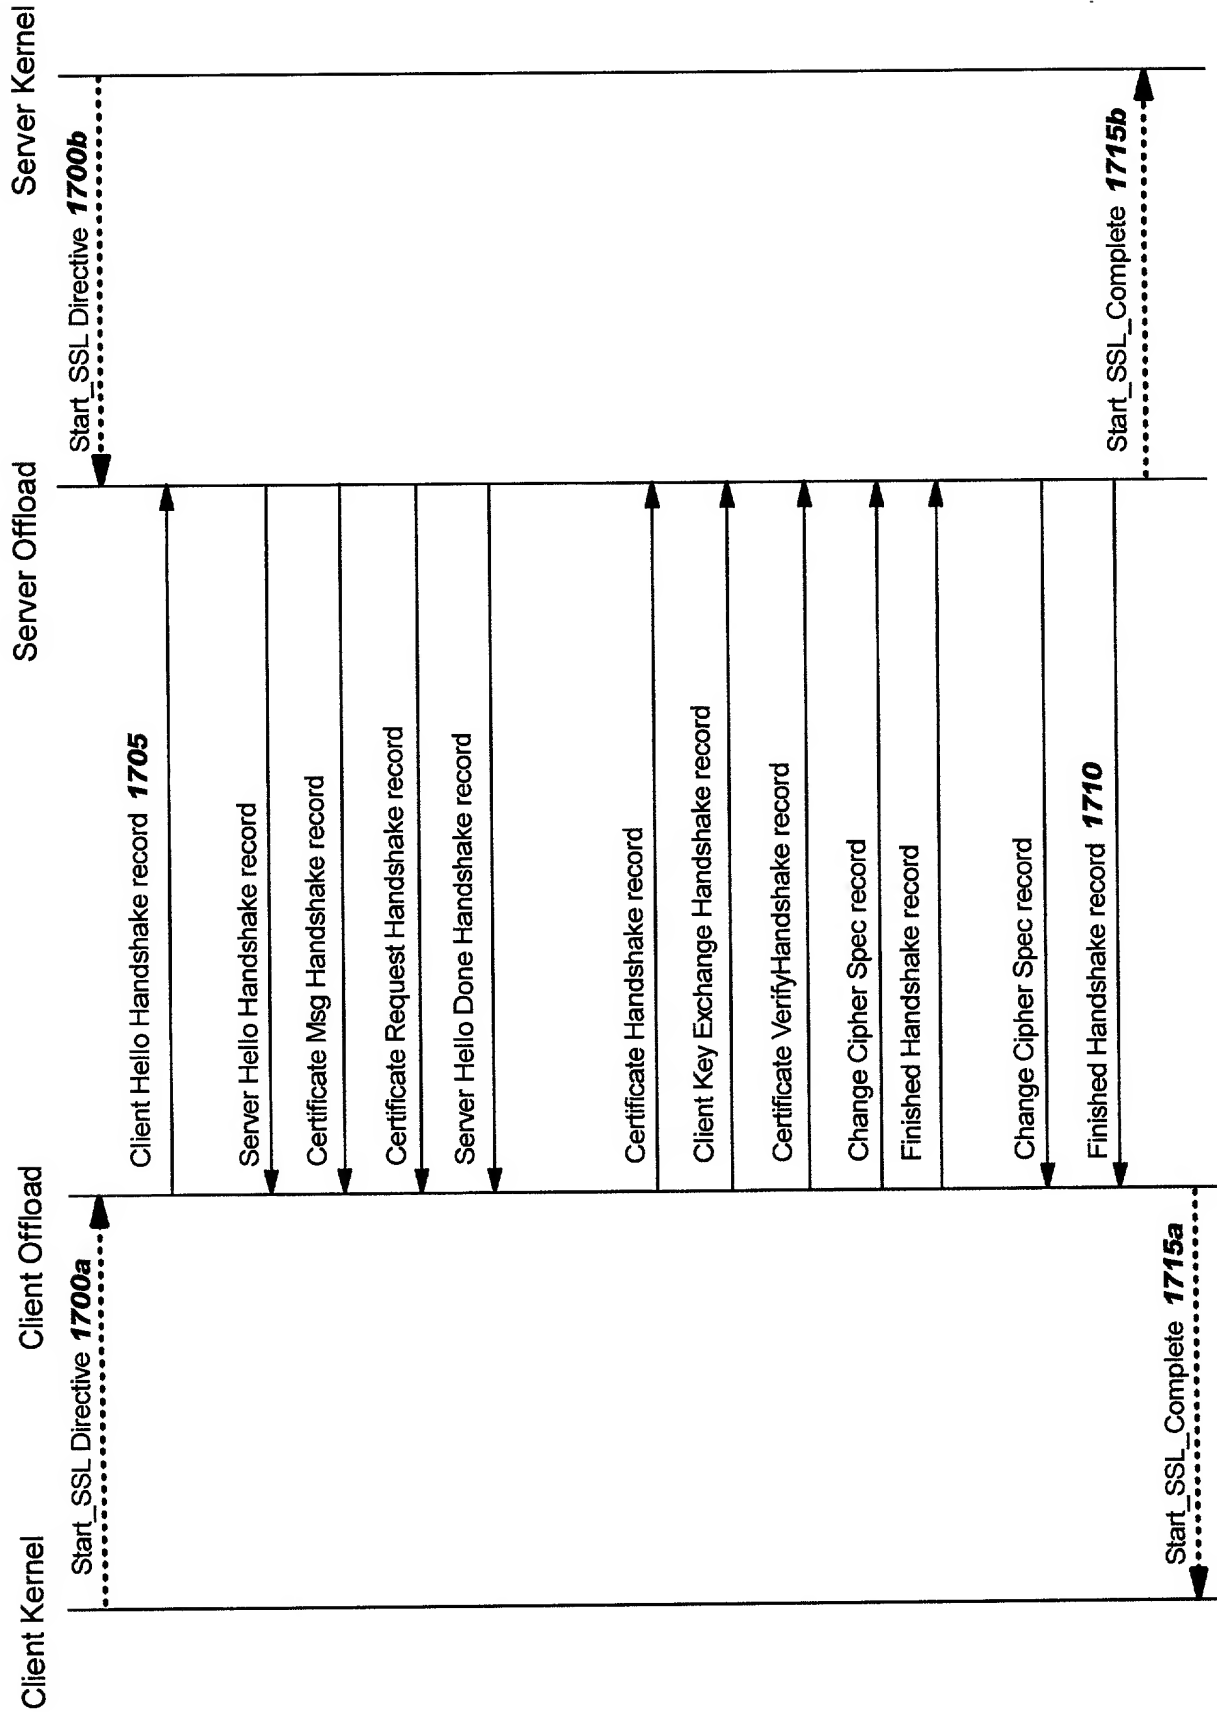 Client Kernel
Client Offload
Server Offload
Server Kernel
Start_SSL Directive 1700a
Start_SSL Directive 1700b
Client Hello Handshake record 1705
Server Hello Handshake record
Certificate Msg Handshake record
Certificate Request Handshake record
Server Hello Done Handshake record
Certificate Handshake record
Client Key Exchange Handshake record
Certificate VerifyHandshake record
Change Cipher Spec record
Finished Handshake record
Change Cipher Spec record
Finished Handshake record 1710
Start_SSL_Complete 1715b
Start_SSL_Complete 1715a